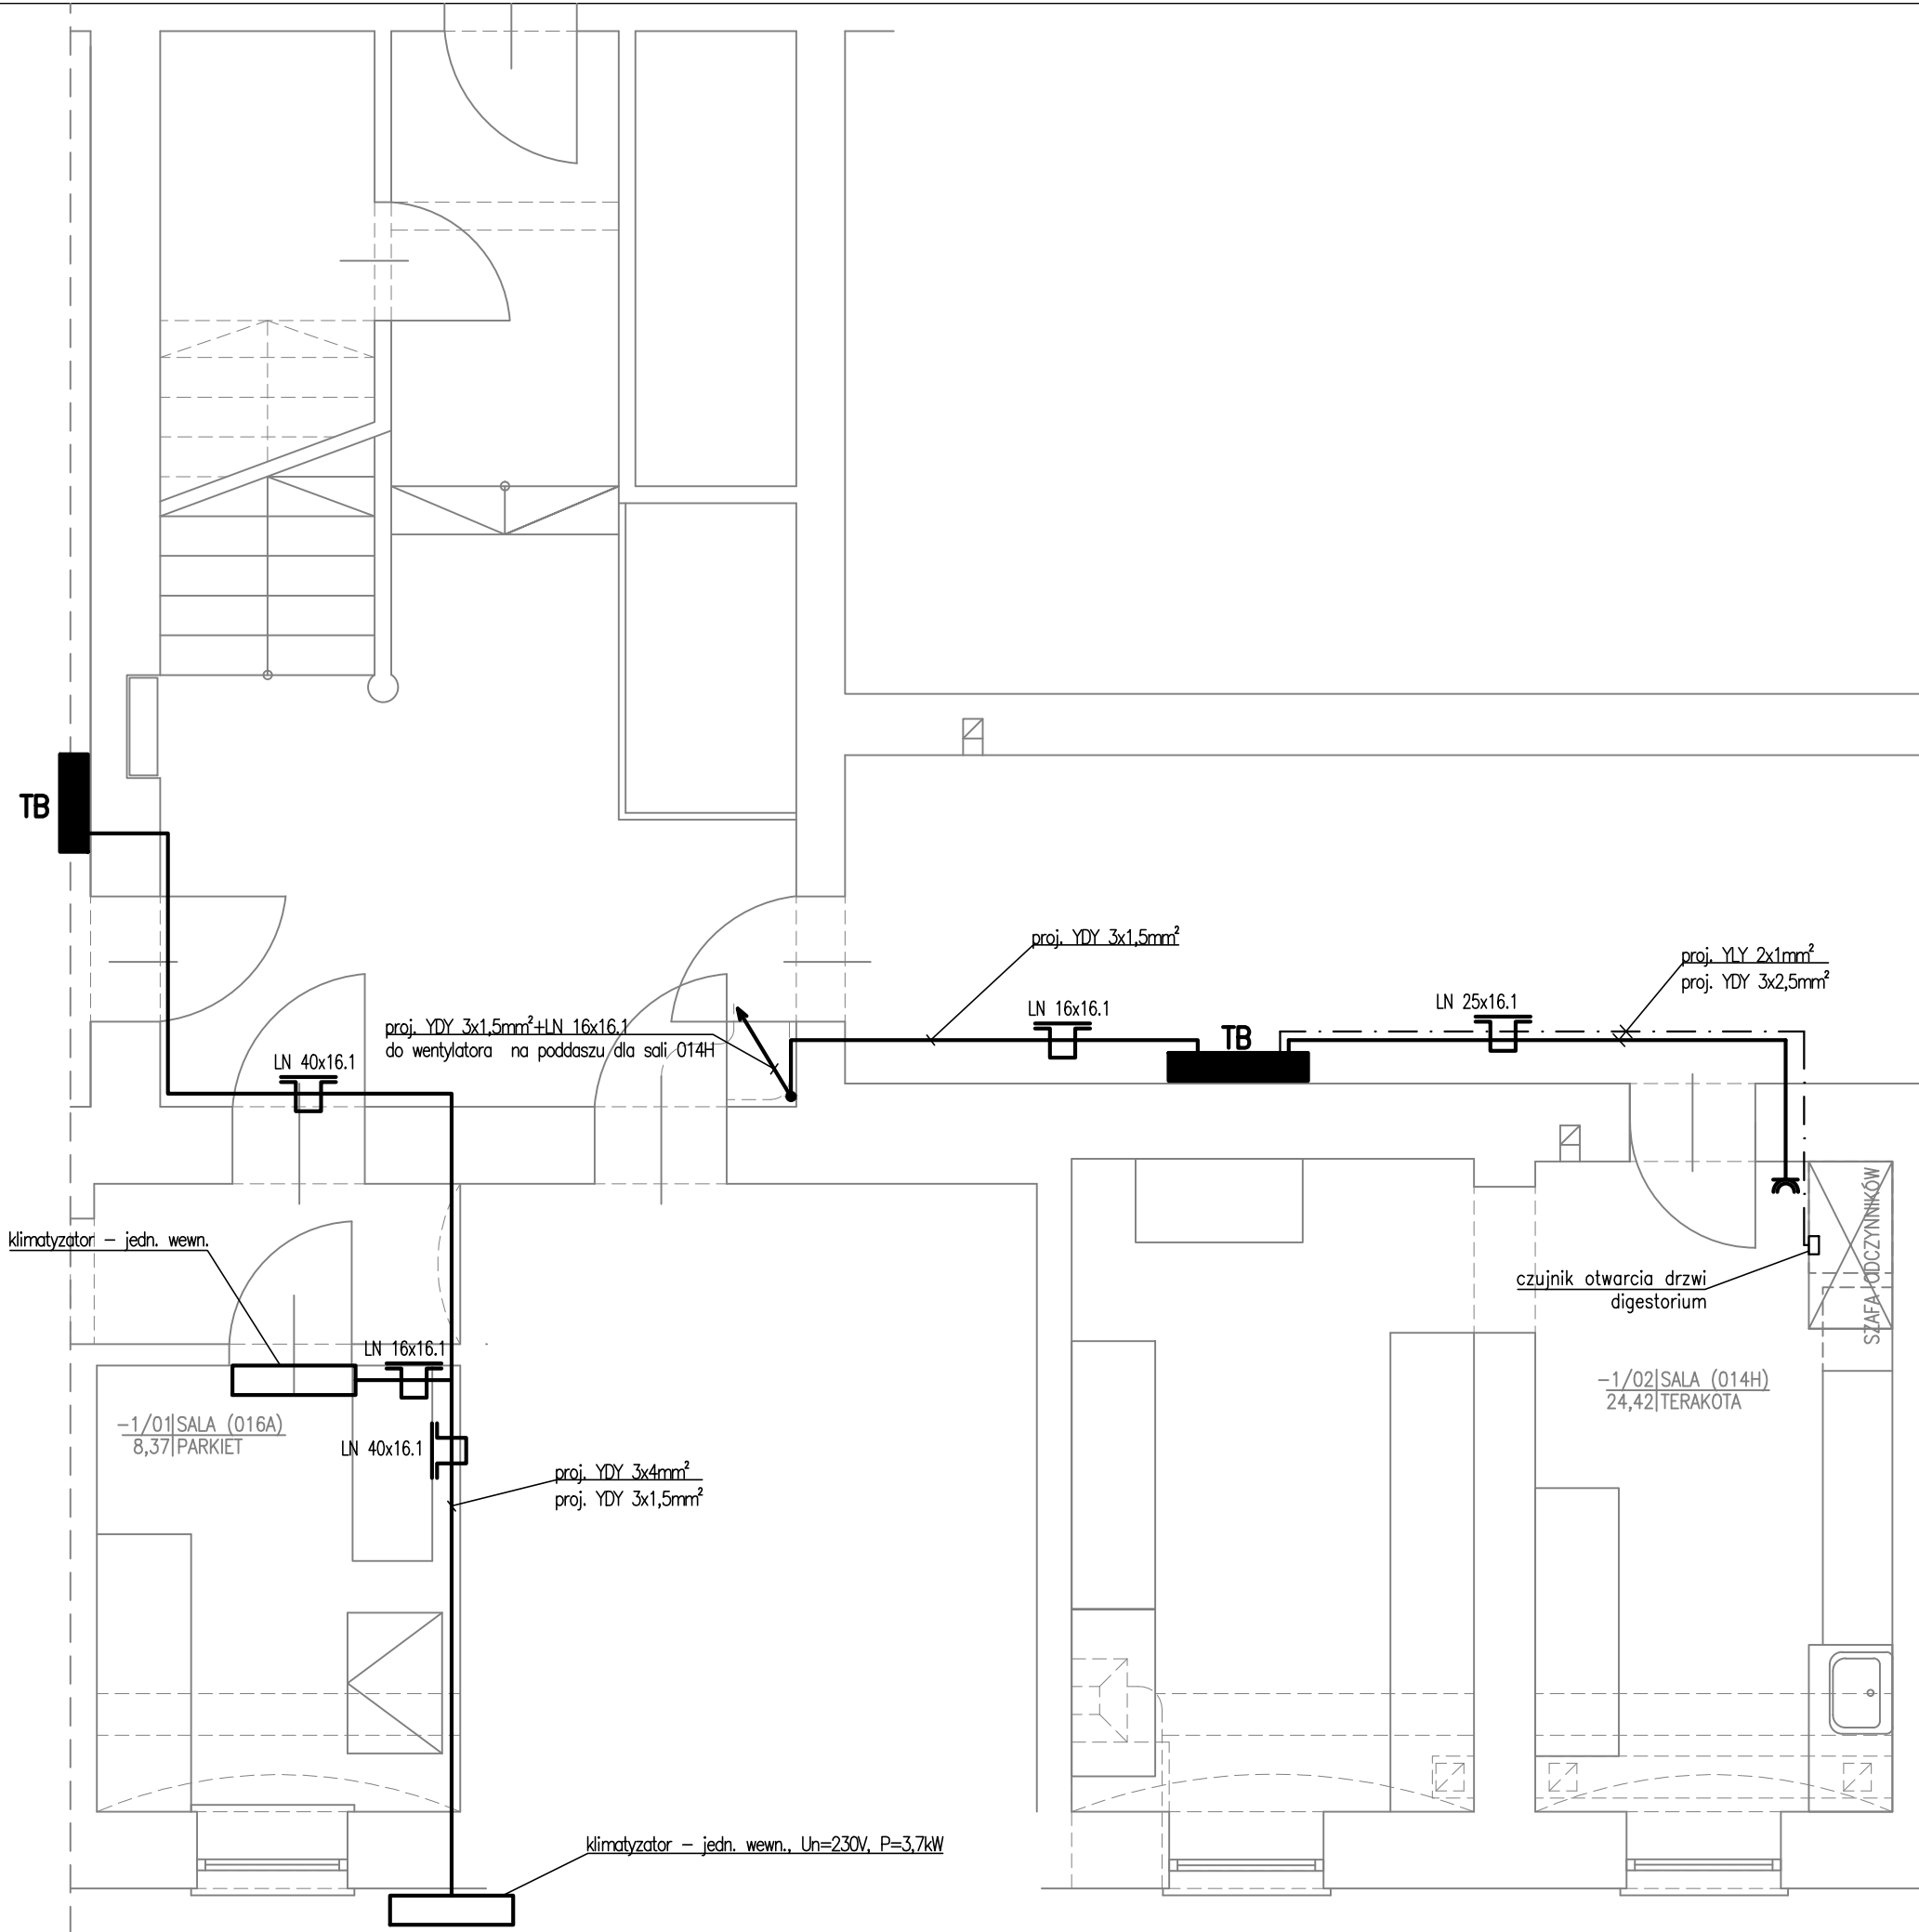 TB
proj. YDY 3x1,5mm²
proj. YLY 2x1mm²
proj. YDY 3x2,5mm²
LN 16x16.1
LN 25x16.1
TB
proj. YDY 3x1,5mm²+LN 16x16.1
do wentylatora na poddaszu dla sali 014H
LN 40x16.1
klimatyzator – jedn. wewn.
SZAFA ODCZYNNIKÓW
czujnik otwarcia drzwi
digestorium
LN 16x16.1
-1/01 SALA (016A)
8,37 PARKIET
LN 40x16.1
-1/02 SALA (014H)
24,42 TERAKOTA
proj. YDY 3x4mm²
proj. YDY 3x1,5mm²
klimatyzator – jedn. wewn., Un=230V, P=3,7kW